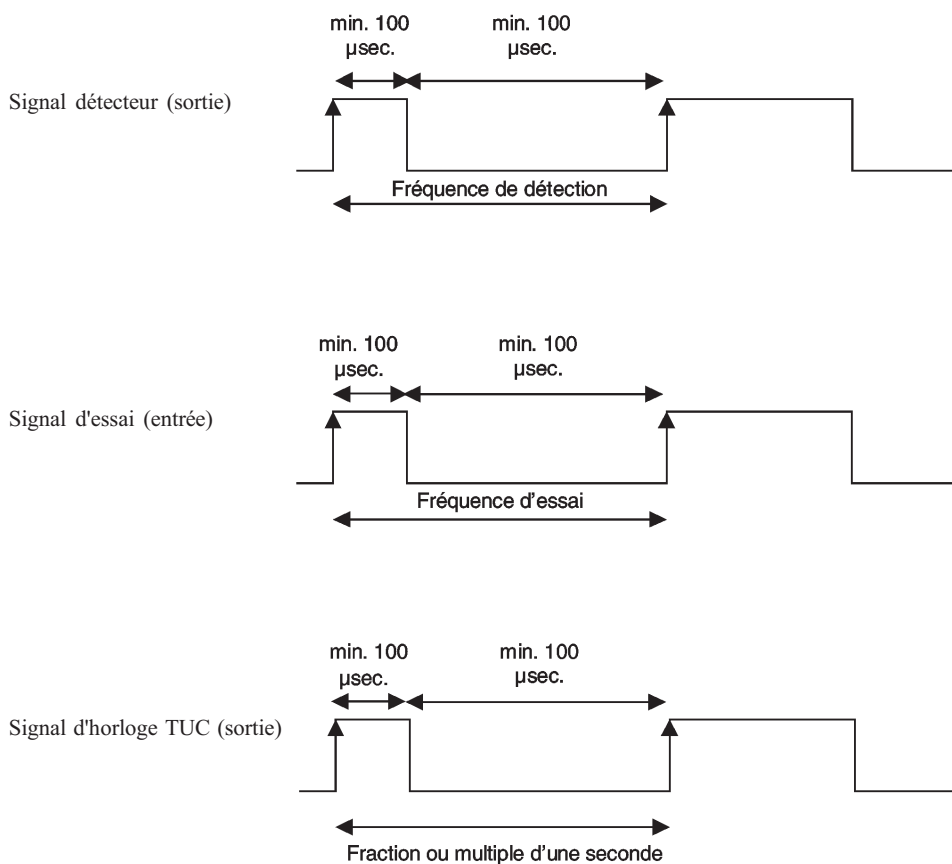 min. 100 min. 100
µsec. µsec.
Signal détecteur (sortie)
Fréquence de détection
min. 100 min. 100
µsec. µsec.
Signal d'essai (entrée)
Fréquence d'essai
min. 100 min. 100
µsec. µsec.
Signal d'horloge TUC (sortie)
Fraction ou multiple d'une seconde